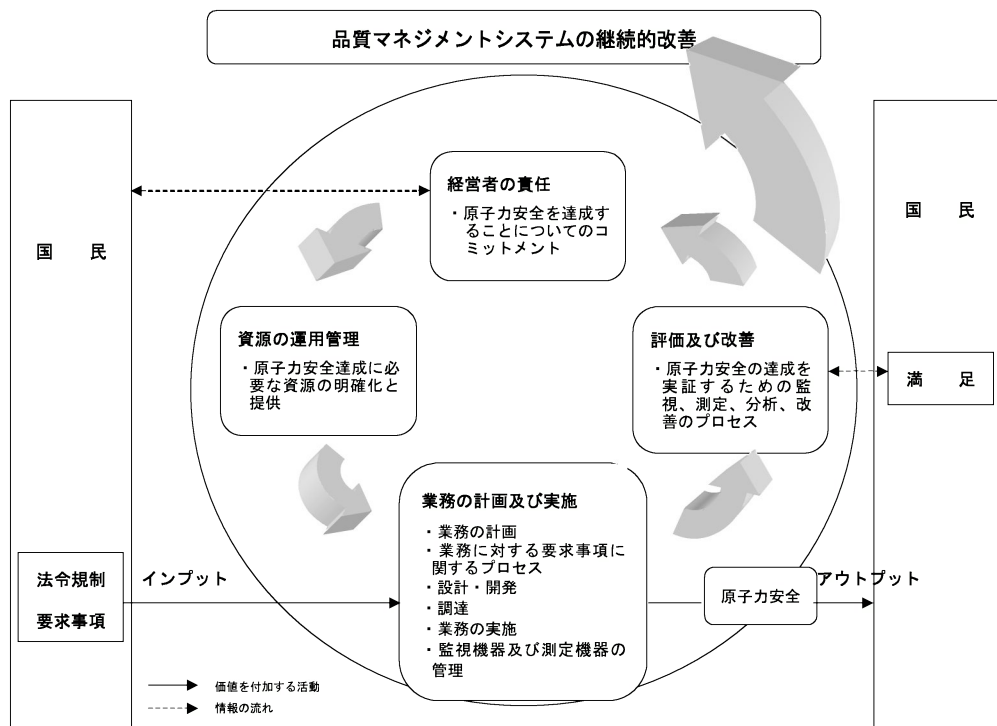 品質マネジメントシステムの継続的改善
国　　民
経営者の責任
・原子力安全を達成す
ることについてのコ
ミットメント
国　　民
資源の運用管理
・原子力安全達成に必
要な資源の明確化と
提供
評価及び改善
・原子力安全の達成を
実証するための監
視、測定、分析、改
善のプロセス
満　　足
業務の計画及び実施
・業務の計画
・業務に対する要求事項に
関するプロセス
・設計・開発
・調達
・業務の実施
・監視機器及び測定機器の
管理
法令規制
要求事項
インプット
原子力安全
アウトプット
価値を付加する活動
情報の流れ